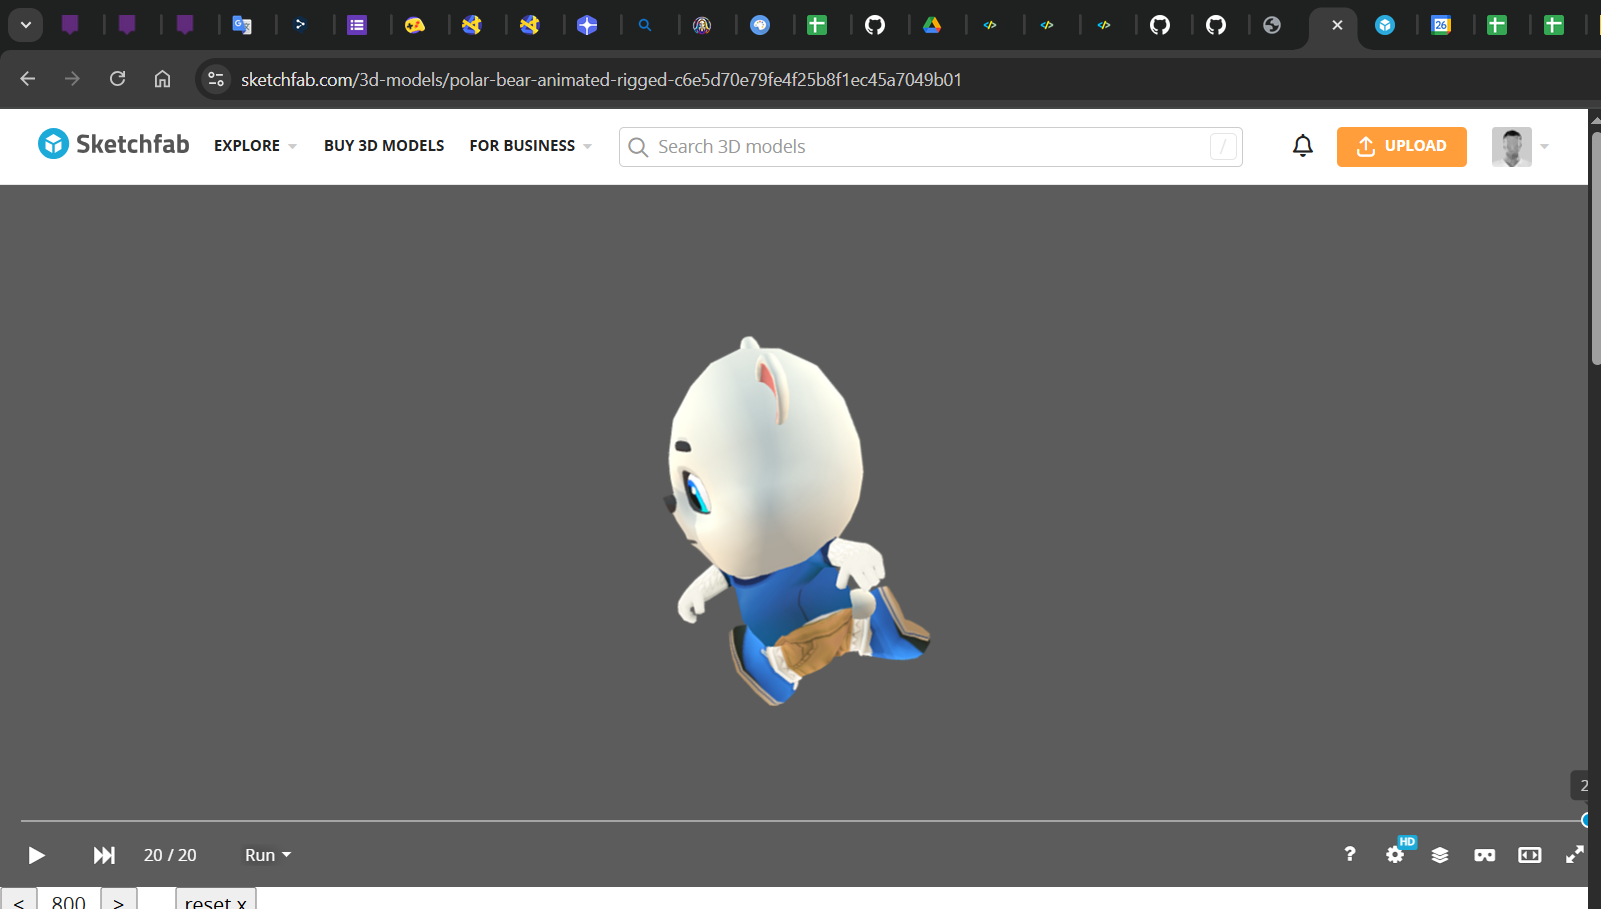 26
sketchfab.com/3d-models/polar-bear-animated-rigged-c6e5d70e79fe4f25b8f1ec45a7049b01
Sketchfab EXPLORE BUY 3D MODELS FOR BUSINESS Search 3D models / UPLOAD
2
20 / 20 Run ? HD
< 800 > reset x